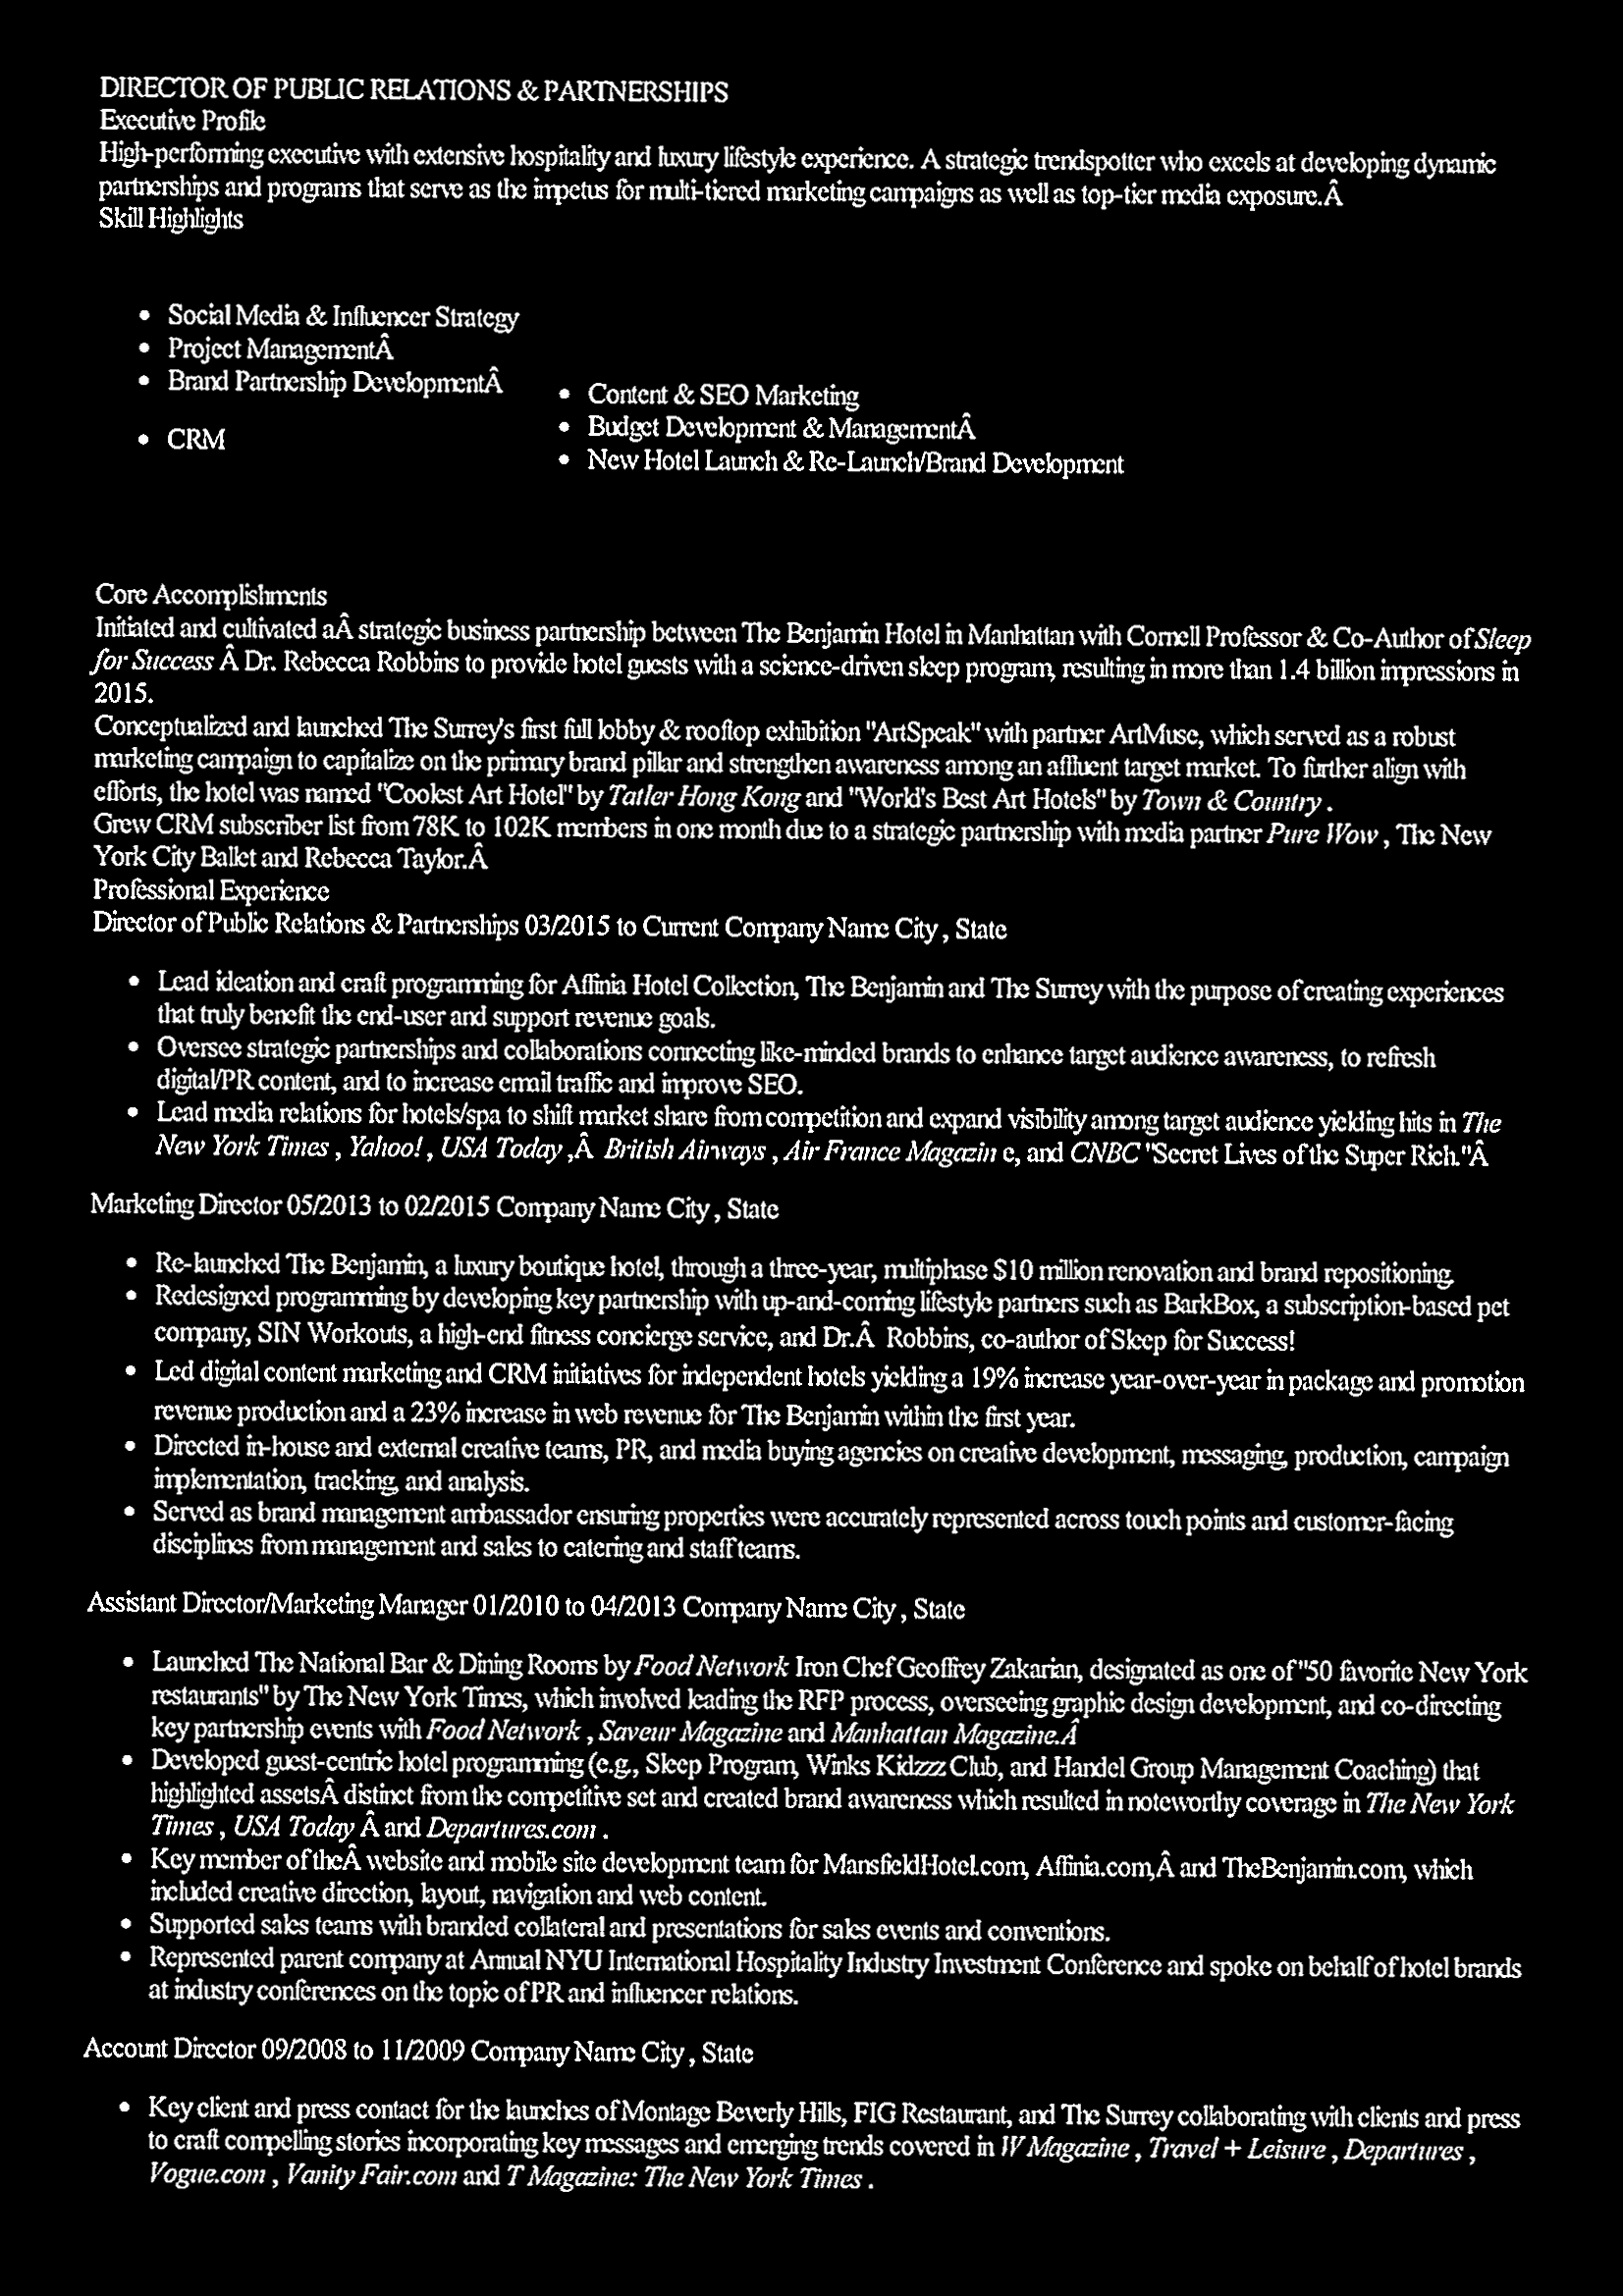 DIRECTOR OF PUBLIC RELATIONS & PARTNERSHIPS
Executive Profile
High-performing executive with extensive hospitality and luxury lifestyle experience. A strategic trendspotter who excels at developing dynamic
partnerships and programs that serve as the impetus for multi-tiered marketing campaigns as well as top-tier media exposure.Â
Skill Highlights
• Social Media & Influencer Strategy
• Project ManagementÂ
• Brand Partnership DevelopmentÂ
• CRM
• Content & SEO Marketing
• Budget Development & ManagementÂ
• New Hotel Launch & Re-Launch/Brand Development
Core Accomplishments
Initiated and cultivated aÂ strategic business partnership between The Benjamin Hotel in Manhattan with Cornell Professor & Co-Author of Sleep
for Success Â Dr. Rebecca Robbins to provide hotel guests with a science-driven sleep program, resulting in more than 1.4 billion impressions in
2015.
Conceptualized and launched The Surrey's first full lobby & rooftop exhibition "ArtSpeak" with partner ArtMuse, which served as a robust
marketing campaign to capitalize on the primary brand pillar and strengthen awareness among an affluent target market. To further align with
efforts, the hotel was named "Coolest Art Hotel" by Tatler Hong Kong and "World's Best Art Hotels" by Town & Country .
Grew CRM subscriber list from 78K to 102K members in one month due to a strategic partnership with media partner Pure Wow , The New
York City Ballet and Rebecca Taylor.Â
Professional Experience
Director of Public Relations & Partnerships 03/2015 to Current Company Name City , State
• Lead ideation and craft programming for Affinia Hotel Collection, The Benjamin and The Surrey with the purpose of creating experiences
that truly benefit the end-user and support revenue goals.
• Oversee strategic partnerships and collaborations connecting like-minded brands to enhance target audience awareness, to refresh
digital/PR content, and to increase email traffic and improve SEO.
• Lead media relations for hotels/spa to shift market share from competition and expand visibility among target audience yielding hits in The
New York Times , Yahoo! , USA Today ,Â British Airways , Air France Magazin e, and CNBC "Secret Lives of the Super Rich."Â
Marketing Director 05/2013 to 02/2015 Company Name City , State
• Re-launched The Benjamin, a luxury boutique hotel, through a three-year, multiphase $10 million renovation and brand repositioning.
• Redesigned programming by developing key partnership with up-and-coming lifestyle partners such as BarkBox, a subscription-based pet
company, SIN Workouts, a high-end fitness concierge service, and Dr.Â Robbins, co-author of Sleep for Success!
• Led digital content marketing and CRM initiatives for independent hotels yielding a 19% increase year-over-year in package and promotion
revenue production and a 23% increase in web revenue for The Benjamin within the first year.
• Directed in-house and external creative teams, PR, and media buying agencies on creative development, messaging, production, campaign
implementation, tracking, and analysis.
• Served as brand management ambassador ensuring properties were accurately represented across touch points and customer-facing
disciplines from management and sales to catering and staff teams.
Assistant Director/Marketing Manager 01/2010 to 04/2013 Company Name City , State
• Launched The National Bar & Dining Rooms by Food Network Iron Chef Geoffrey Zakarian, designated as one of "50 favorite New York
restaurants" by The New York Times, which involved leading the RFP process, overseeing graphic design development, and co-directing
key partnership events with Food Network , Saveur Magazine and Manhattan Magazine.Â
• Developed guest-centric hotel programming (e.g., Sleep Program, Winks Kidzzz Club, and Handel Group Management Coaching) that
highlighted assetsÂ distinct from the competitive set and created brand awareness which resulted in noteworthy coverage in The New York
Times , USA Today Â and Departures.com .
• Key member of theÂ website and mobile site development team for MansfieldHotel.com, Affinia.com,Â and TheBenjamin.com, which
included creative direction, layout, navigation and web content.
• Supported sales teams with branded collateral and presentations for sales events and conventions.
• Represented parent company at Annual NYU International Hospitality Industry Investment Conference and spoke on behalf of hotel brands
at industry conferences on the topic of PR and influencer relations.
Account Director 09/2008 to 11/2009 Company Name City , State
• Key client and press contact for the launches of Montage Beverly Hills, FIG Restaurant, and The Surrey collaborating with clients and press
to craft compelling stories incorporating key messages and emerging trends covered in W Magazine , Travel + Leisure , Departures ,
Vogue.com , Vanity Fair.com and T Magazine: The New York Times .